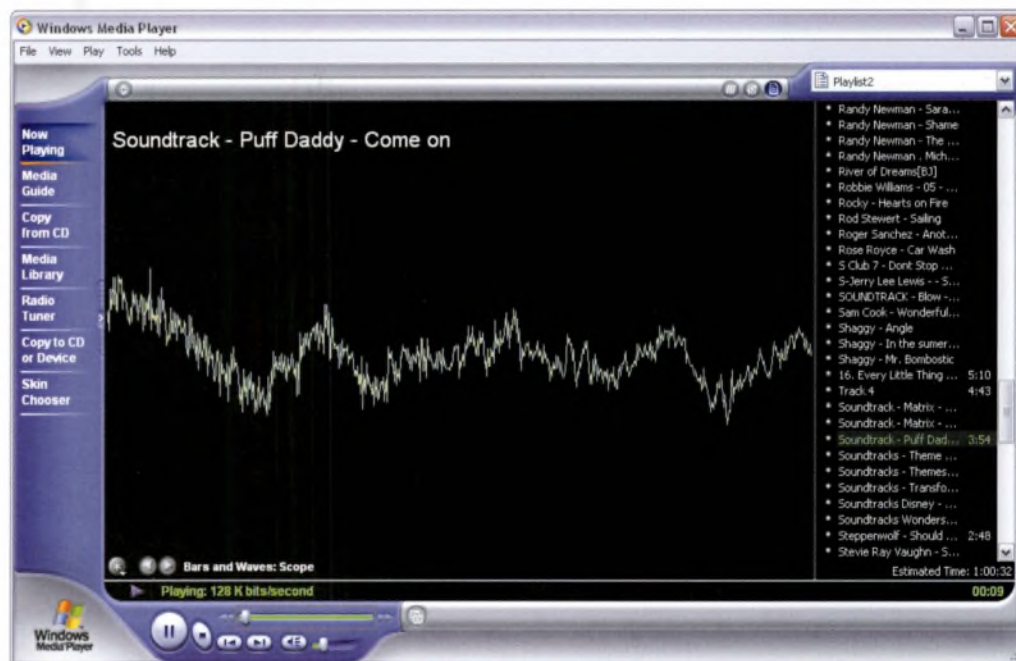 Windows Media Player
File View Play Tools Help
Playlist2
Now
Playing
Media
Guide
Copy
from CD
Media
Library
Radio
Tuner
Copy to CD
or Device
Skin
Chooser
Soundtrack - Puff Daddy - Come on
Randy Newman - Sara...
Randy Newman - Shame
Randy Newman - The ...
Randy Newman . Mich...
River of Dreams[BJ]
Robbie Williams - 05 - ...
Rocky - Hearts on Fire
Rod Stewert - Sailing
Roger Sanchez - Anot...
Rose Royce - Car Wash
S Club 7 - Dont Stop ...
S-Jerry Lee Lewis - - S...
SOUNDTRACK - Blow - ...
Sam Cook - Wonderful...
Shaggy - Angle
Shaggy - In the sumer...
Shaggy - Mr. Bombostic
16. Every Little Thing ... 5:10
Track 4 4:43
Soundtrack - Matrix - ...
Soundtrack - Matrix - ...
Soundtrack - Puff Dad... 3:54
Soundtracks - Theme ...
Soundtracks - Themes...
Soundtracks - Transfo...
Soundtracks Disney - ...
Soundtracks Wonders...
Steppenwolf - Should ... 2:48
Stevie Ray Vaughn - S...
Estimated Time: 1:00:32
Bars and Waves: Scope
Playing: 128 K bits/second 00:09
Windows
Media Player